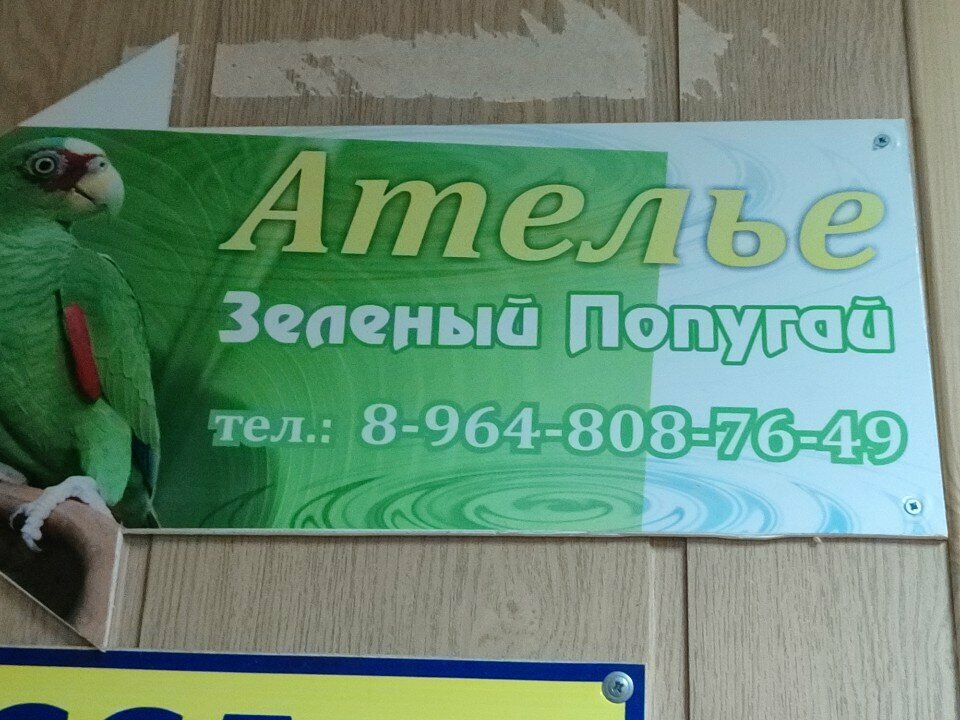 Ателье
Зеленый Попугай
тел.: 8-964-808-76-49